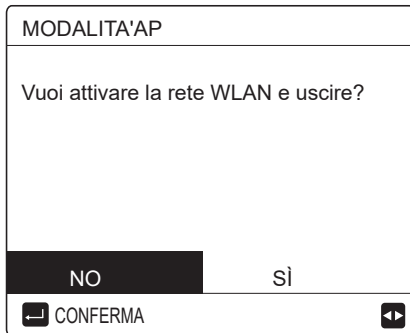 MODALITA'AP
Vuoi attivare la rete WLAN e uscire?
NO SÌ
CONFERMA